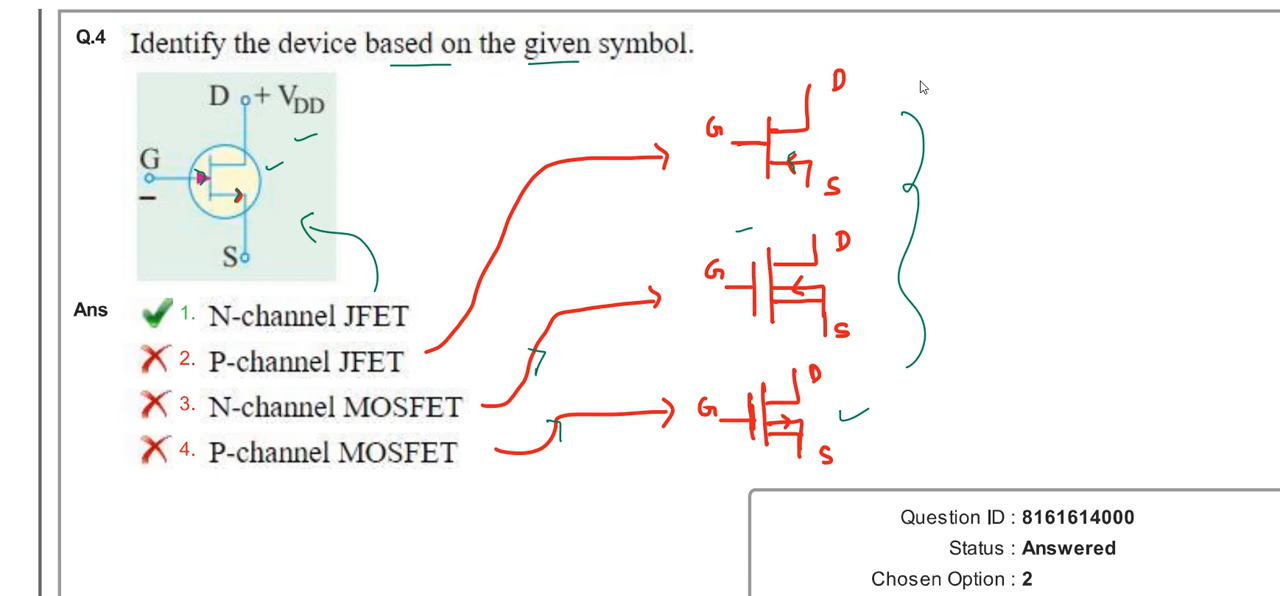 Q.4 Identify the device based on the given symbol.
D + VDD
G
−
S
Ans 1. N-channel JFET
2. P-channel JFET
3. N-channel MOSFET
4. P-channel MOSFET
D
G
S
D
G
S
D
G
S
Question ID : 8161614000
Status : Answered
Chosen Option : 2